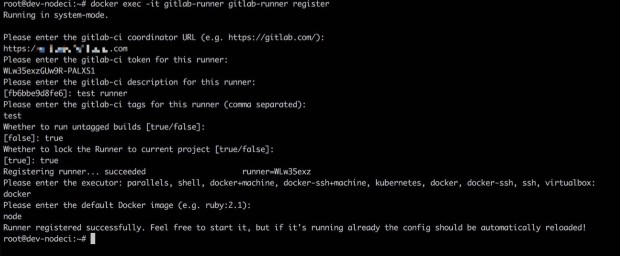 root@dev-nodeci:~# docker exec -it gitlab-runner gitlab-runner register
Running in system-mode.
Please enter the gitlab-ci coordinator URL (e.g. https://gitlab.com/):
https:/ .com
Please enter the gitlab-ci token for this runner:
WLw35exzGUW9R-PALXS1
Please enter the gitlab-ci description for this runner:
[fb6bbe9d8fe6]: test runner
Please enter the gitlab-ci tags for this runner (comma separated):
test
Whether to run untagged builds [true/false]:
[false]: true
Whether to lock the Runner to current project [true/false]:
[true]: true
Registering runner... succeeded runner=WLw35exz
Please enter the executor: parallels, shell, docker+machine, docker-ssh+machine, kubernetes, docker, docker-ssh, ssh, virtualbox:
docker
Please enter the default Docker image (e.g. ruby:2.1):
node
Runner registered successfully. Feel free to start it, but if it's running already the config should be automatically reloaded!
root@dev-nodeci:~#